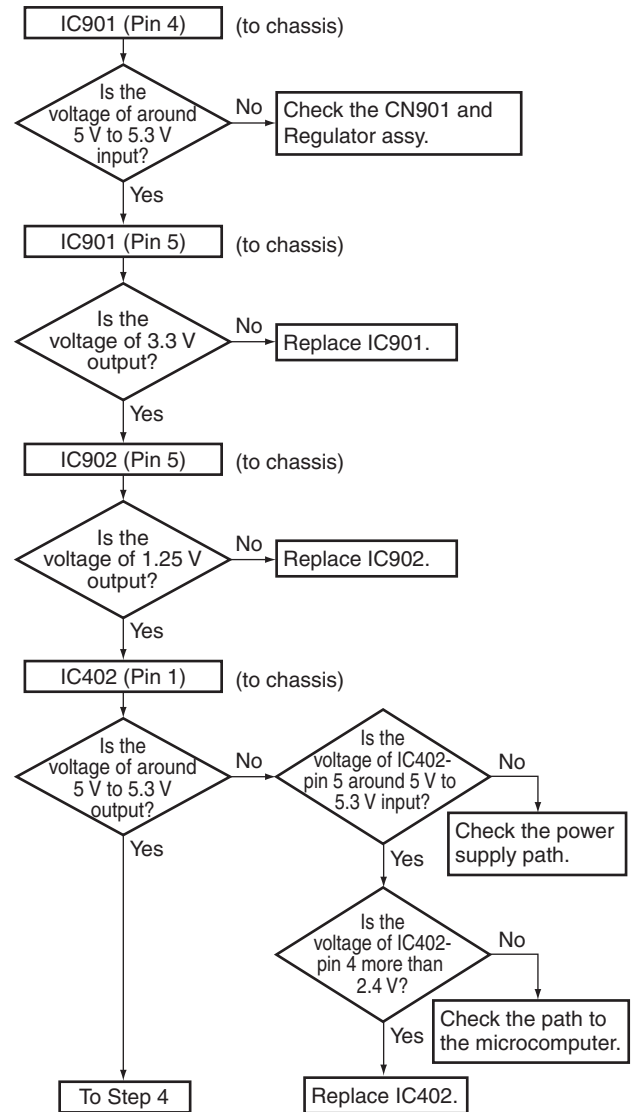 IC901 (Pin 4) (to chassis)
Is the
voltage of around
5 V to 5.3 V
input?
No
Check the CN901 and
Regulator assy.
Yes
IC901 (Pin 5) (to chassis)
Is the
voltage of 3.3 V
output?
No
Replace IC901.
Yes
IC902 (Pin 5) (to chassis)
Is the
voltage of 1.25 V
output?
No
Replace IC902.
Yes
IC402 (Pin 1) (to chassis)
Is the
voltage of around
5 V to 5.3 V
output?
No
Is the
voltage of IC402-
pin 5 around 5 V to
5.3 V input?
No
Check the power
supply path.
Yes
Yes
Is the
voltage of IC402-
pin 4 more than
2.4 V?
No
Check the path to
the microcomputer.
Yes
To Step 4
Replace IC402.